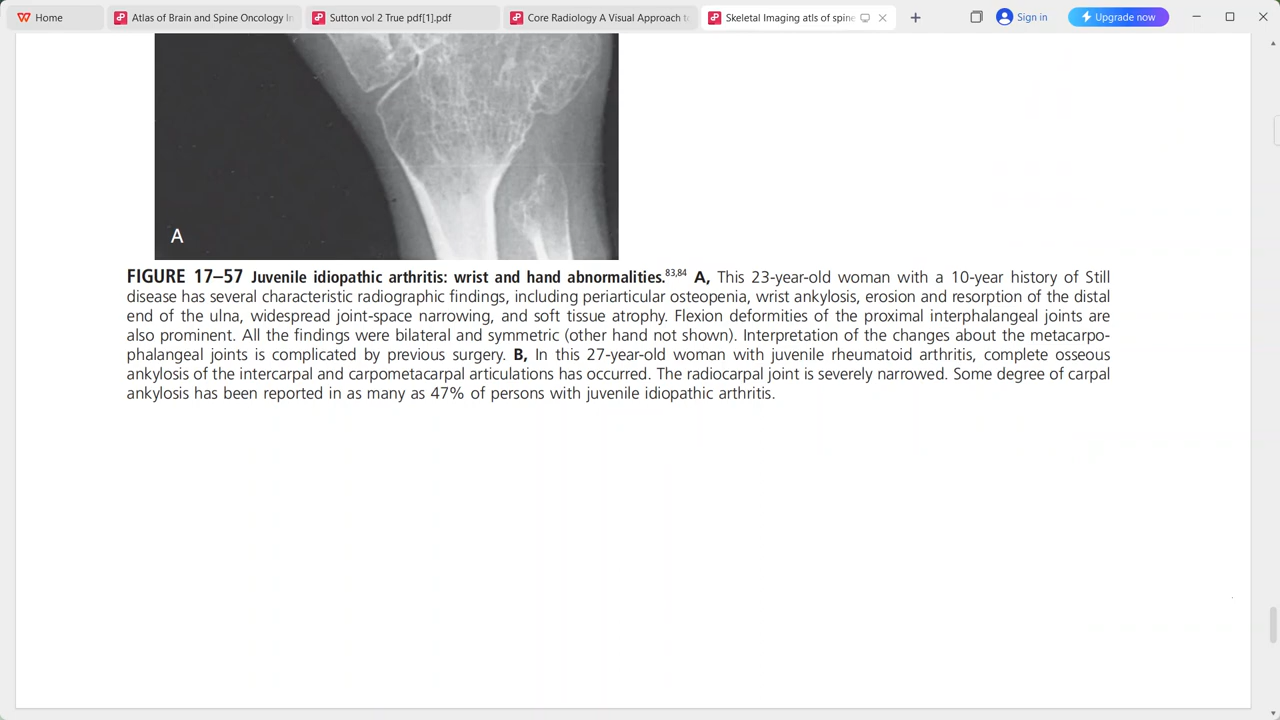 Home
Atlas of Brain and Spine Oncology I
Sutton vol 2 True pdf[1].pdf
Core Radiology A Visual Approach to
Skeletal Imaging atls of spine
Sign in
Upgrade now
A
FIGURE 17–57 Juvenile idiopathic arthritis: wrist and hand abnormalities.83,84 A, This 23-year-old woman with a 10-year history of Still
disease has several characteristic radiographic findings, including periarticular osteopenia, wrist ankylosis, erosion and resorption of the distal
end of the ulna, widespread joint-space narrowing, and soft tissue atrophy. Flexion deformities of the proximal interphalangeal joints are
also prominent. All the findings were bilateral and symmetric (other hand not shown). Interpretation of the changes about the metacarpo-
phalangeal joints is complicated by previous surgery. B, In this 27-year-old woman with juvenile rheumatoid arthritis, complete osseous
ankylosis of the intercarpal and carpometacarpal articulations has occurred. The radiocarpal joint is severely narrowed. Some degree of carpal
ankylosis has been reported in as many as 47% of persons with juvenile idiopathic arthritis.